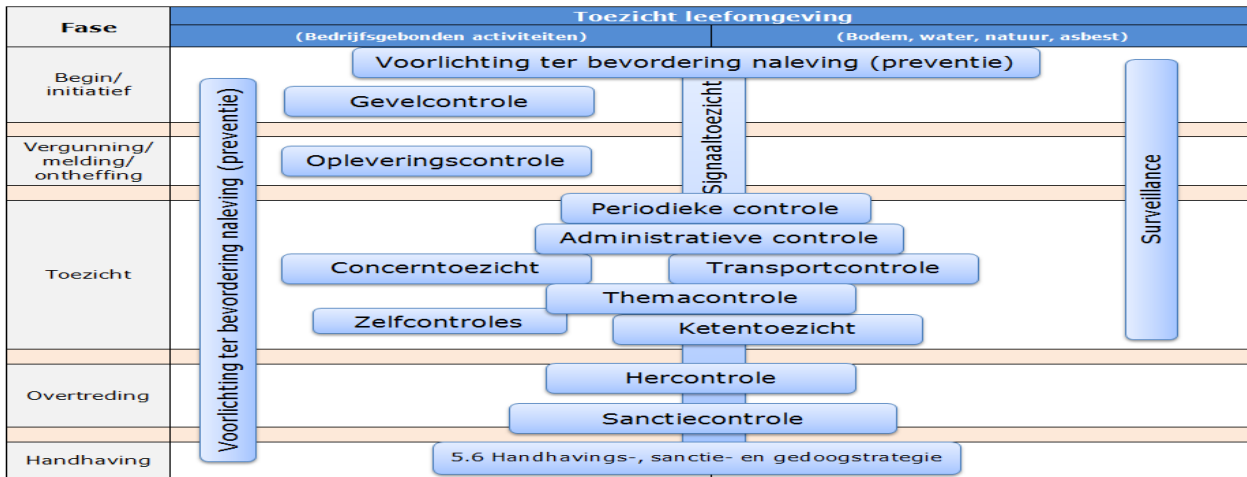 Fase
Toezicht leefomgeving
(Bedrijfsgebonden activiteiten)
(Bodem, water, natuur, asbest)
Begin/
initiatief
Voorlichting ter bevordering naleving (preventie)
Gevelcontrole
Voorlichting ter bevordering naleving (preventie)
Signaaltoezicht
Surveillance
Vergunning/
melding/
ontheffing
Opleveringscontrole
Toezicht
Periodieke controle
Administratieve controle
Concerntoezicht
Transportcontrole
Themacontrole
Zelfcontroles
Ketentoezicht
Overtreding
Hercontrole
Sanctiecontrole
Handhaving
5.6 Handhavings-, sanctie- en gedoogstrategie